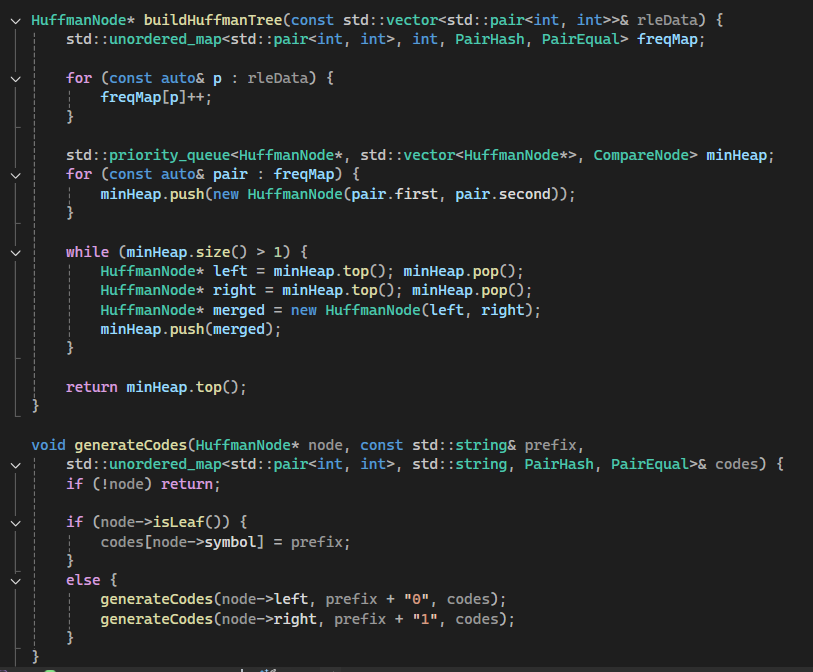 HuffmanNode* buildHuffmanTree(const std::vector<std::pair<int, int>>& rleData) {
    std::unordered_map<std::pair<int, int>, int, PairHash, PairEqual> freqMap;

    for (const auto& p : rleData) {
        freqMap[p]++;
    }

    std::priority_queue<HuffmanNode*, std::vector<HuffmanNode*>, CompareNode> minHeap;
    for (const auto& pair : freqMap) {
        minHeap.push(new HuffmanNode(pair.first, pair.second));
    }

    while (minHeap.size() > 1) {
        HuffmanNode* left = minHeap.top(); minHeap.pop();
        HuffmanNode* right = minHeap.top(); minHeap.pop();
        HuffmanNode* merged = new HuffmanNode(left, right);
        minHeap.push(merged);
    }

    return minHeap.top();
}

void generateCodes(HuffmanNode* node, const std::string& prefix,
    std::unordered_map<std::pair<int, int>, std::string, PairHash, PairEqual>& codes) {
    if (!node) return;

    if (node->isLeaf()) {
        codes[node->symbol] = prefix;
    }
    else {
        generateCodes(node->left, prefix + "0", codes);
        generateCodes(node->right, prefix + "1", codes);
    }
}